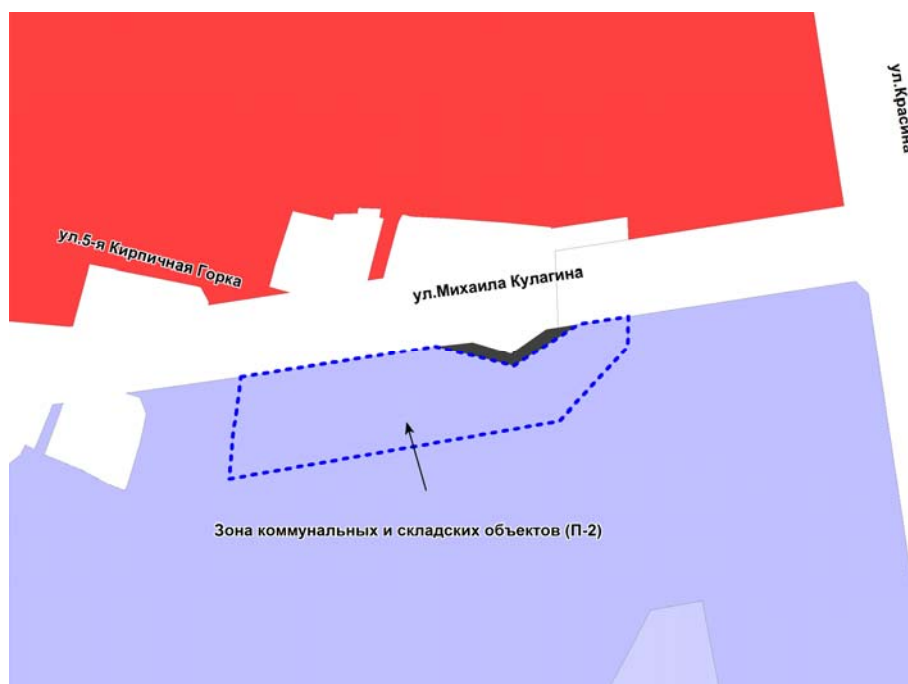 ул.Красина
ул.5-я Кирпичная Горка
ул.Михаила Кулагина
Зона коммунальных и складских объектов (П-2)